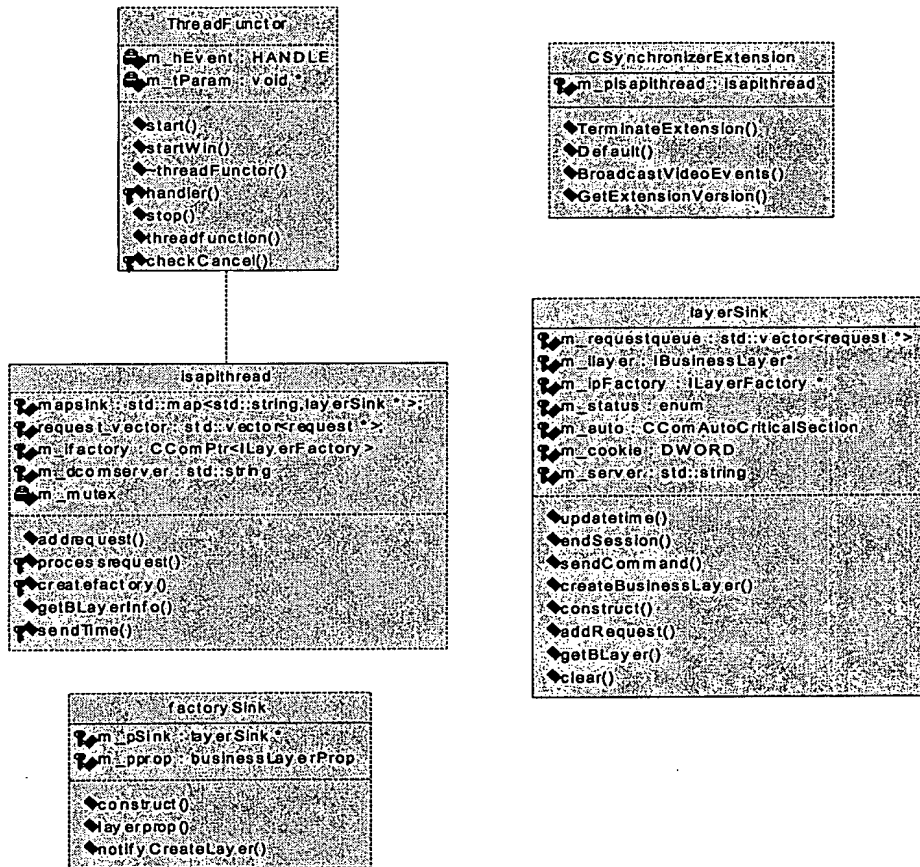 ThreadFunctor
m_hEvent : HANDLE
m_tParam : void *
start()
startWin()
~threadFunctor()
handler()
stop()
threadfunction()
checkCancel()
CSynchronizerExtension
m_pIsapithread : isapithread
TerminateExtension()
Default()
BroadcastVideoEvents()
GetExtensionVersion()
isapithread
mapsink : std::map<std::string,layerSink * >;
request_vector : std::vector<request *>;
m_ifactory : CComPtr<ILayerFactory>
m_dcomserver : std::string
m_mutex
addrequest()
processrequest()
createfactory()
getBLayerInfo()
sendTime()
layerSink
m_requestqueue : std::vector<request *>
m_ilayer : IBusinessLayer*
m_ipFactory : ILayerFactory *
m_status : enum
m_auto : CComAutoCriticalSection
m_cookie : DWORD
m_server : std::string
updatetime()
endSession()
sendCommand()
createBusinessLayer()
construct()
addRequest()
getBLayer()
clear()
factorySink
m_pSink : layerSink *
m_pprop : businessLayerProp
construct()
layerprop()
notifyCreateLayer()